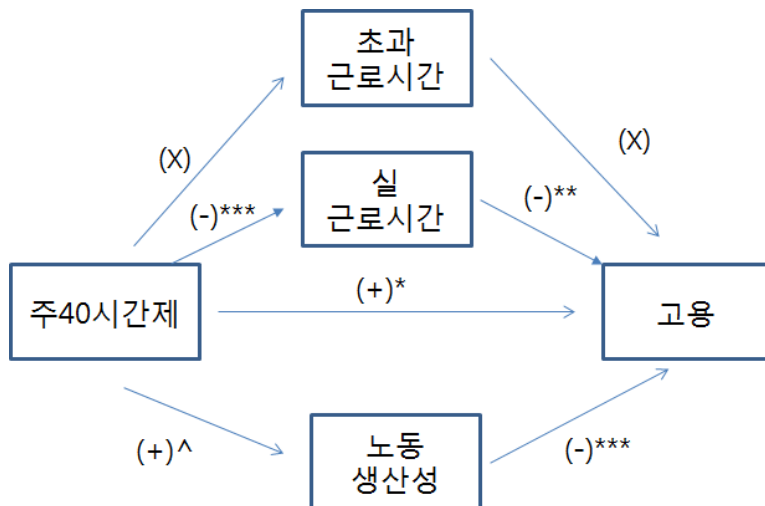 초과
근로시간
(X)
(X)
실
근로시간
(-)***
(-)**
주40시간제
(+)*
고용
(+)^
노동
생산성
(-)***